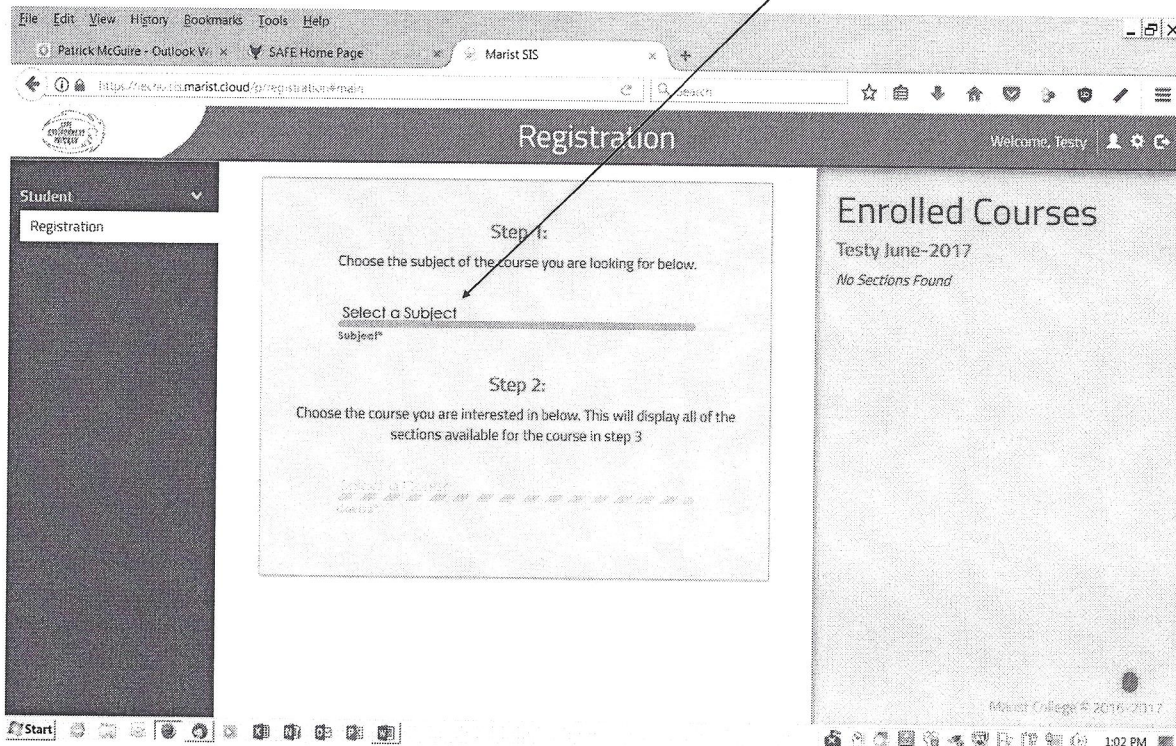 File Edit View History Bookmarks Tools Help
Patrick McGuire - Outlook × SAFE Home Page × Marist SIS × +
marist.cloud/p/registration#main
Search
Registration
Welcome, Testy
Student
Registration
Step 1:
Choose the subject of the course you are looking for below.
Select a Subject
Subject*
Step 2:
Choose the course you are interested in below. This will display all of the
sections available for the course in step 3
Enrolled Courses
Testy June-2017
No Sections Found
Marist College © 2016-2017
Start
1:02 PM